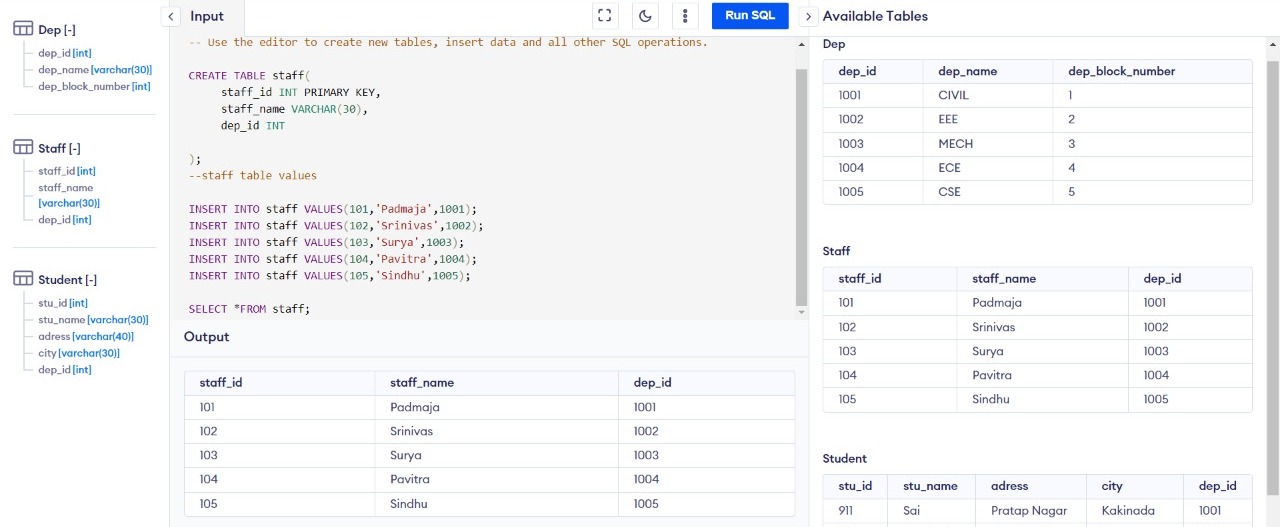 Dep [-]
dep_id [int]
dep_name [varchar(30)]
dep_block_number [int]
Staff [-]
staff_id [int]
staff_name
[varchar(30)]
dep_id [int]
Student [-]
stu_id [int]
stu_name [varchar(30)]
adress [varchar(40)]
city [varchar(30)]
dep_id [int]
Input
Run SQL
-- Use the editor to create new tables, insert data and all other SQL operations.
CREATE TABLE staff(
staff_id INT PRIMARY KEY,
staff_name VARCHAR(30),
dep_id INT
);
--staff table values
INSERT INTO staff VALUES(101,'Padmaja',1001);
INSERT INTO staff VALUES(102,'Srinivas',1002);
INSERT INTO staff VALUES(103,'Surya',1003);
INSERT INTO staff VALUES(104,'Pavitra',1004);
INSERT INTO staff VALUES(105,'Sindhu',1005);
SELECT *FROM staff;
Output
staff_id staff_name dep_id
101 Padmaja 1001
102 Srinivas 1002
103 Surya 1003
104 Pavitra 1004
105 Sindhu 1005
Available Tables
Dep
dep_id dep_name dep_block_number
1001 CIVIL 1
1002 EEE 2
1003 MECH 3
1004 ECE 4
1005 CSE 5
Staff
staff_id staff_name dep_id
101 Padmaja 1001
102 Srinivas 1002
103 Surya 1003
104 Pavitra 1004
105 Sindhu 1005
Student
stu_id stu_name adress city dep_id
911 Sai Pratap Nagar Kakinada 1001